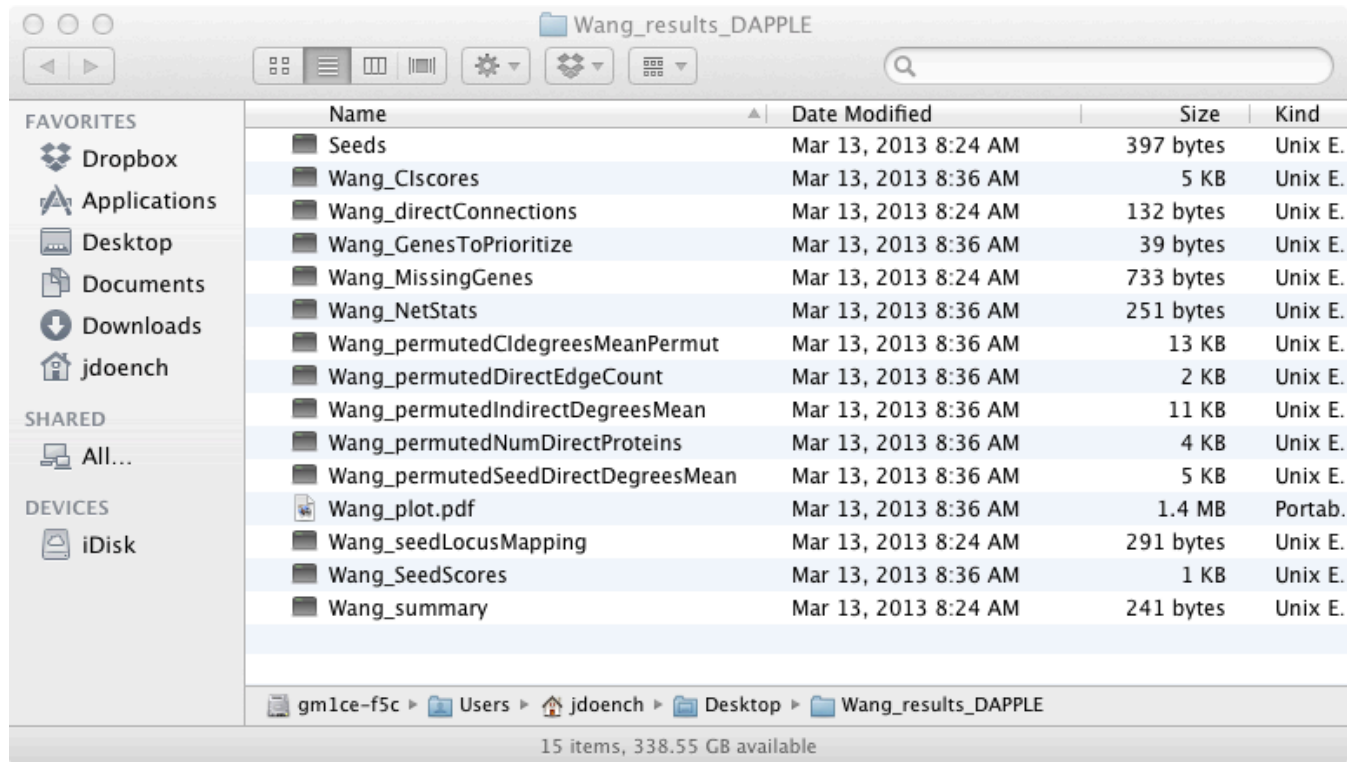 Wang_results_DAPPLE
FAVORITES
Dropbox
Applications
Desktop
Documents
Downloads
jdoench
SHARED
All...
DEVICES
iDisk
Name Date Modified Size Kind
Seeds Mar 13, 2013 8:24 AM 397 bytes Unix E.
Wang_CIscores Mar 13, 2013 8:36 AM 5 KB Unix E.
Wang_directConnections Mar 13, 2013 8:24 AM 132 bytes Unix E.
Wang_GenesToPrioritize Mar 13, 2013 8:36 AM 39 bytes Unix E.
Wang_MissingGenes Mar 13, 2013 8:24 AM 733 bytes Unix E.
Wang_NetStats Mar 13, 2013 8:36 AM 251 bytes Unix E.
Wang_permutedCIdegreesMeanPermut Mar 13, 2013 8:36 AM 13 KB Unix E.
Wang_permutedDirectEdgeCount Mar 13, 2013 8:36 AM 2 KB Unix E.
Wang_permutedIndirectDegreesMean Mar 13, 2013 8:36 AM 11 KB Unix E.
Wang_permutedNumDirectProteins Mar 13, 2013 8:36 AM 4 KB Unix E.
Wang_permutedSeedDirectDegreesMean Mar 13, 2013 8:36 AM 5 KB Unix E.
Wang_plot.pdf Mar 13, 2013 8:36 AM 1.4 MB Portab.
Wang_seedLocusMapping Mar 13, 2013 8:24 AM 291 bytes Unix E.
Wang_SeedScores Mar 13, 2013 8:36 AM 1 KB Unix E.
Wang_summary Mar 13, 2013 8:24 AM 241 bytes Unix E.
gm1ce-f5c Users jdoench Desktop Wang_results_DAPPLE
15 items, 338.55 GB available